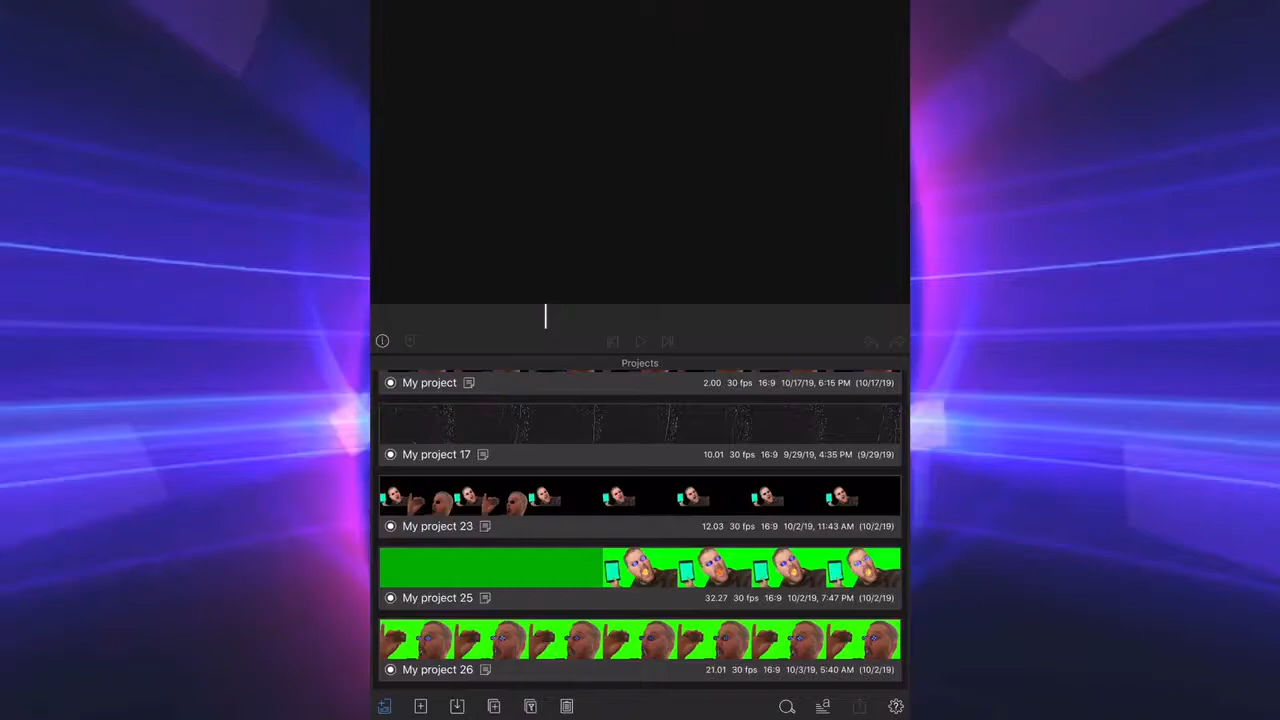 Projects
My project 2.00 30 fps 16:9 10/17/19, 6:15 PM (10/17/19)
My project 17 10.01 30 fps 16:9 9/29/19, 4:35 PM (9/29/19)
My project 23 12.03 30 fps 16:9 10/2/19, 11:43 AM (10/2/19)
My project 25 32.27 30 fps 16:9 10/2/19, 7:47 PM (10/2/19)
My project 26 21.01 30 fps 16:9 10/3/19, 5:40 AM (10/2/19)